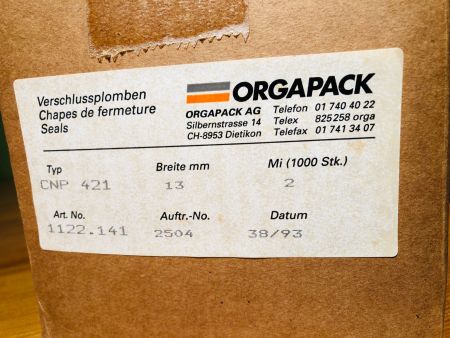 Verschlussplomben
Chapes de fermeture
Seals
ORGAPACK
ORGAPACK AG
Silbernstrasse 14
CH-8953 Dietikon
Telefon 01 740 40 22
Telex 825 258 orga
Telefax 01 741 34 07
Typ Breite mm Mi (1000 Stk.)
CNP 421 13 2
Art. No. Auftr.-No. Datum
1122.141 2504 38/93